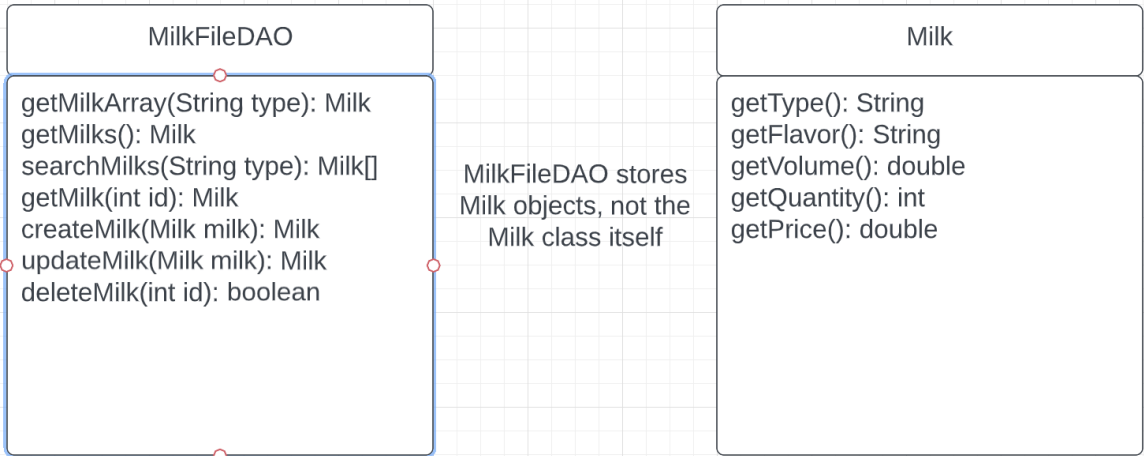 MilkFileDAO
getMilkArray(String type): Milk
getMilks(): Milk
searchMilks(String type): Milk[]
getMilk(int id): Milk
createMilk(Milk milk): Milk
updateMilk(Milk milk): Milk
deleteMilk(int id): boolean
MilkFileDAO stores
Milk objects, not the
Milk class itself
Milk
getType(): String
getFlavor(): String
getVolume(): double
getQuantity(): int
getPrice(): double